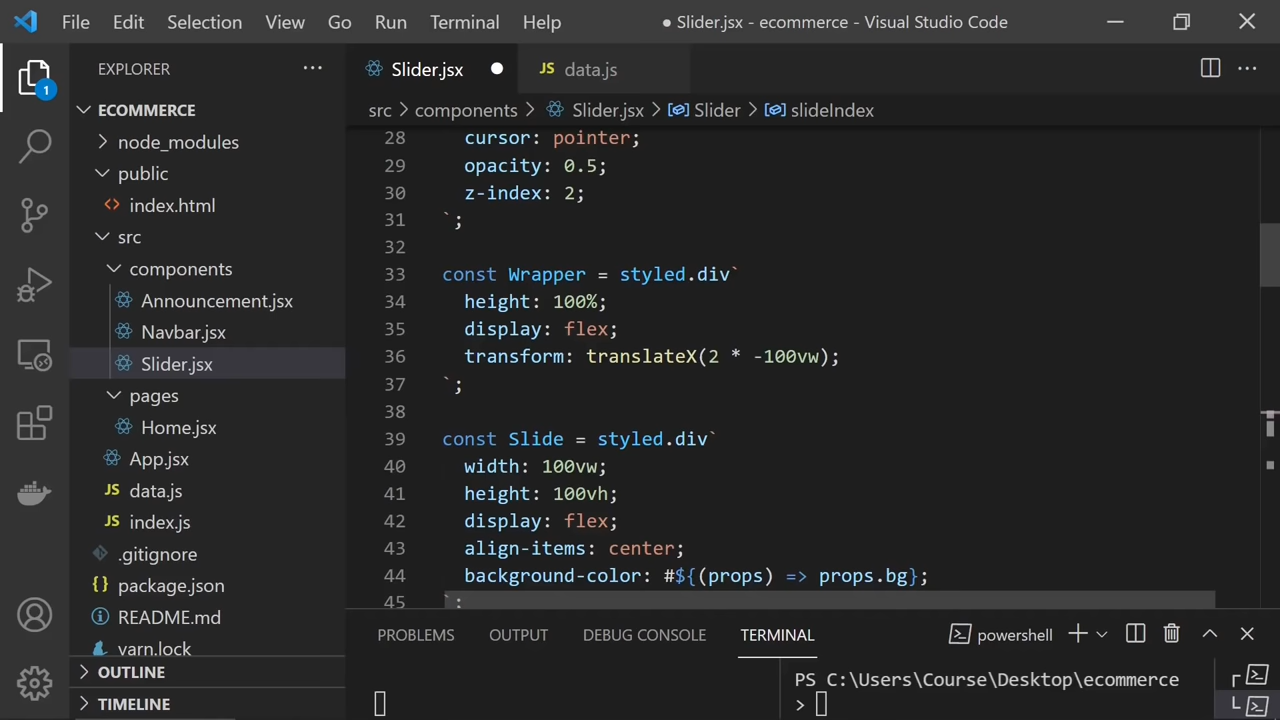 File Edit Selection View Go Run Terminal Help
● Slider.jsx - ecommerce - Visual Studio Code
EXPLORER
1
ECOMMERCE
node_modules
public
index.html
src
components
Announcement.jsx
Navbar.jsx
Slider.jsx
pages
Home.jsx
App.jsx
JS data.js
JS index.js
.gitignore
{} package.json
README.md
yarn.lock
OUTLINE
TIMELINE
Slider.jsx
JS data.js
src > components > Slider.jsx > Slider > slideIndex
28 cursor: pointer;
29 opacity: 0.5;
30 z-index: 2;
31 `;
32
33 const Wrapper = styled.div`
34 height: 100%;
35 display: flex;
36 transform: translateX(2 * -100vw);
37 `;
38
39 const Slide = styled.div`
40 width: 100vw;
41 height: 100vh;
42 display: flex;
43 align-items: center;
44 background-color: #${(props) => props.bg};
45 `;
PROBLEMS OUTPUT DEBUG CONSOLE TERMINAL
powershell
PS C:\Users\Course\Desktop\ecommerce
>